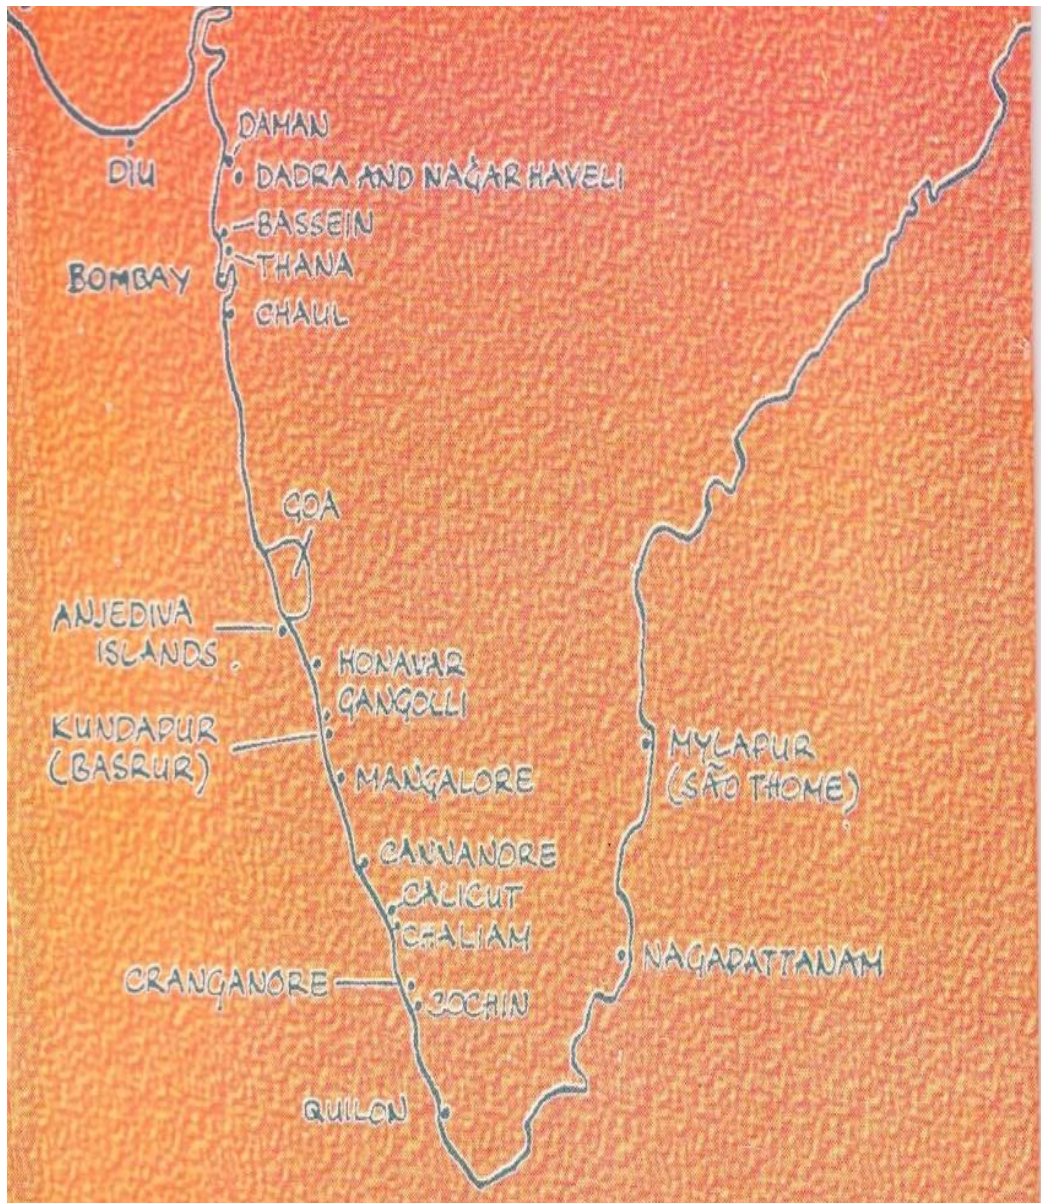 DAMAN
DIU
DADRA AND NAGAR HAVELI
BASSEIN
THANA
BOMBAY
CHAUL
GOA
ANJEDIVA
ISLANDS
HONAVAR
GANGOLLI
KUNDAPUR
(BASRUR)
MYLAPUR
(SÃO THOME)
MANGALORE
CANNANORE
CALICUT
CHALIAM
NAGAPATTANAM
CRANGANORE
COCHIN
QUILON